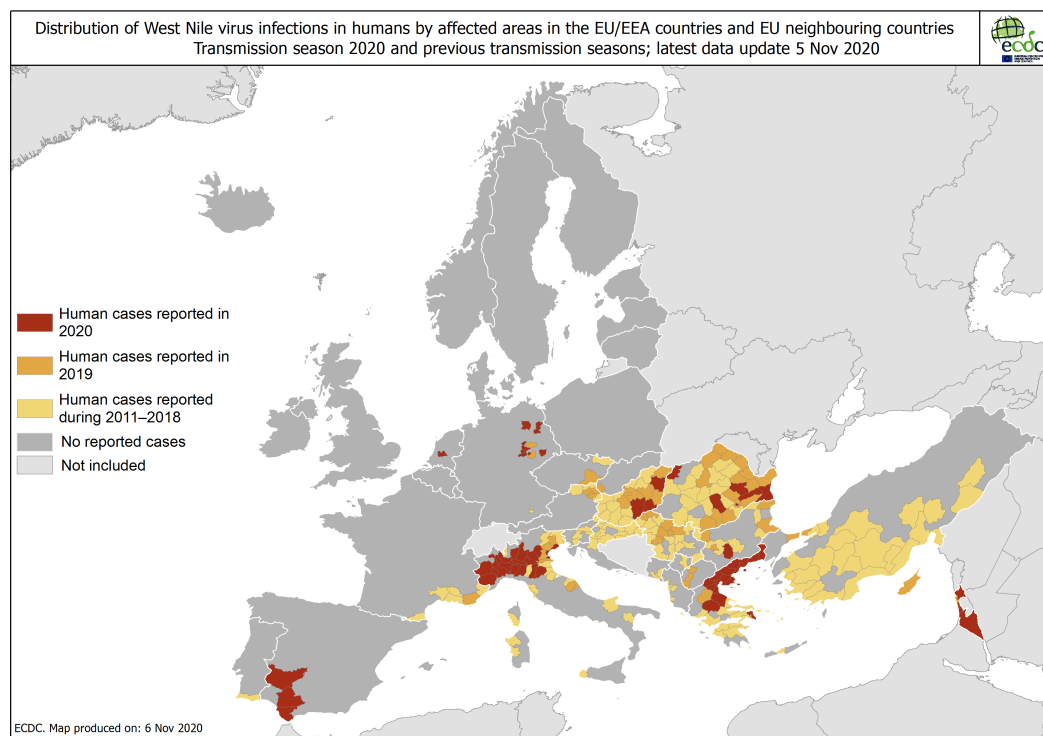 Distribution of West Nile virus infections in humans by affected areas in the EU/EEA countries and EU neighbouring countries
Transmission season 2020 and previous transmission seasons; latest data update 5 Nov 2020
ecdc
Human cases reported in
2020
Human cases reported in
2019
Human cases reported
during 2011–2018
No reported cases
Not included
ECDC. Map produced on: 6 Nov 2020